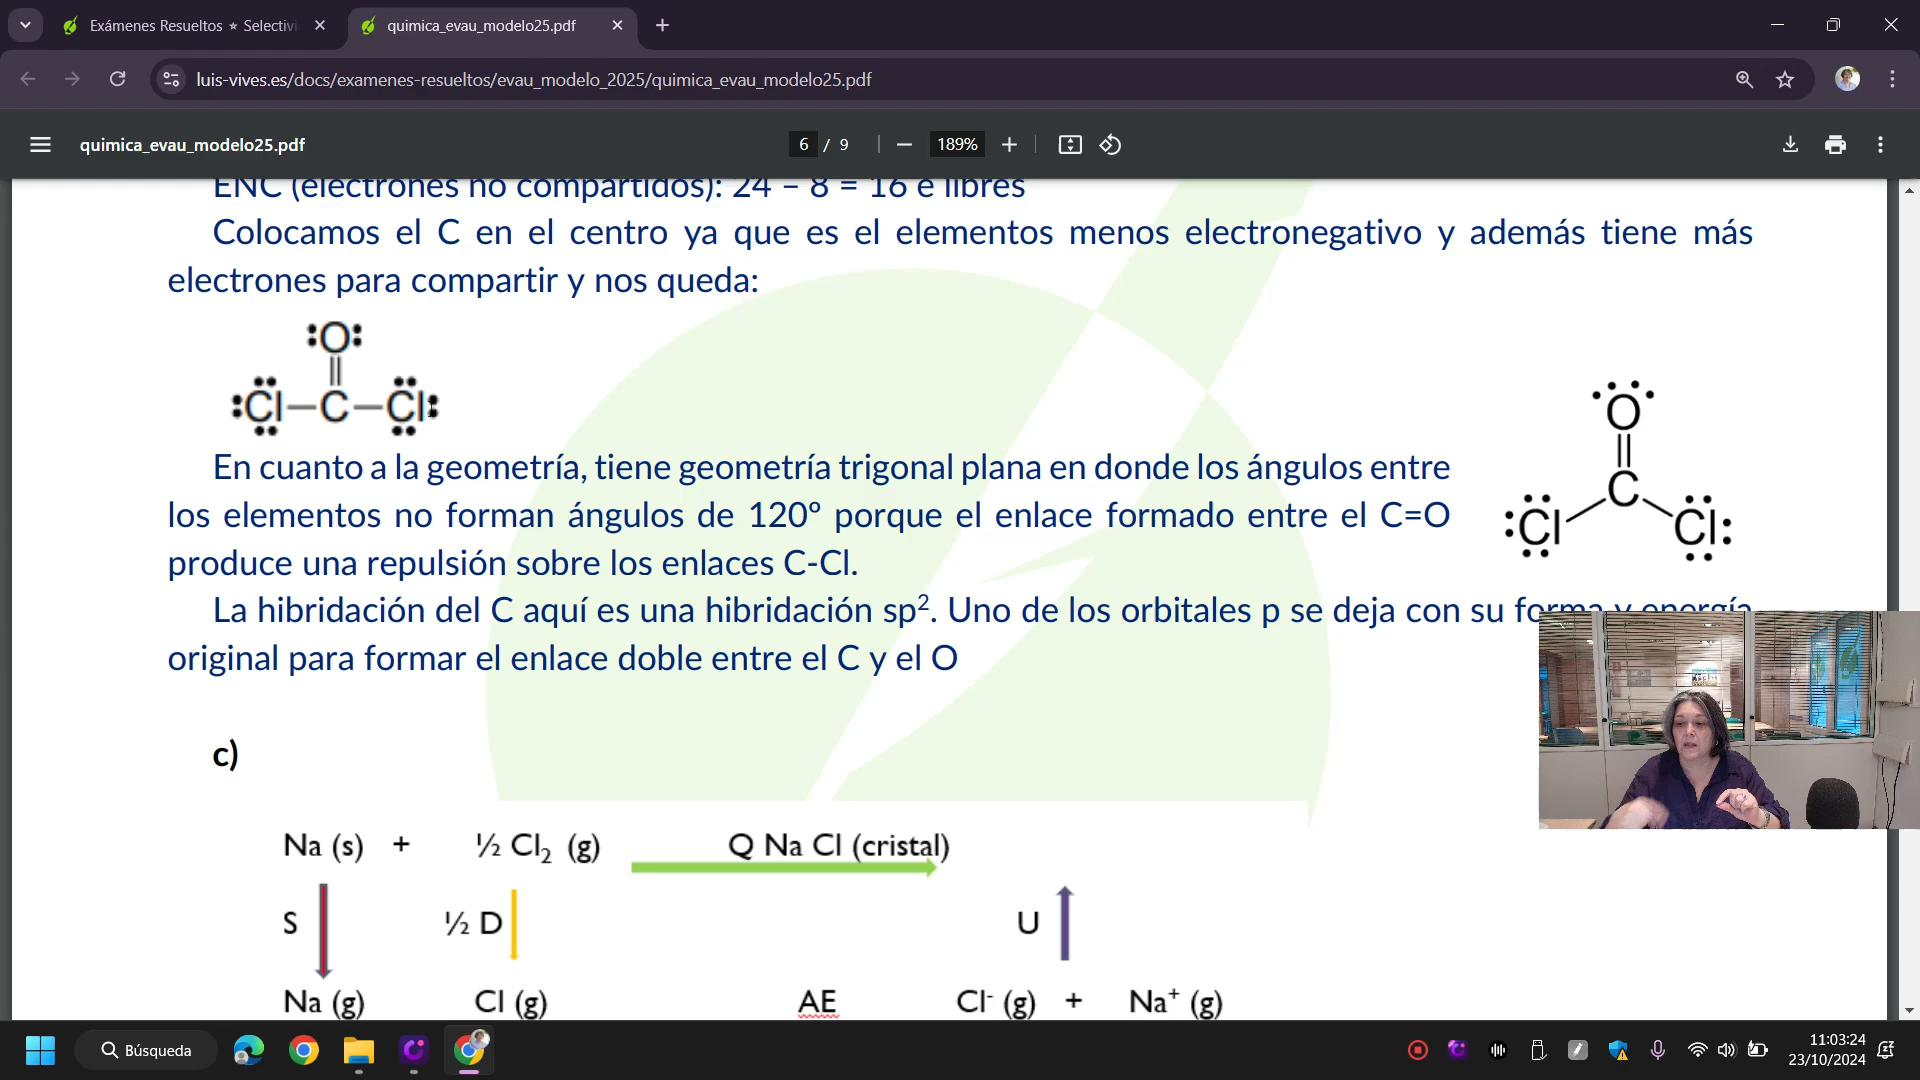 Exámenes Resueltos ⭑ Selectivi
quimica_evau_modelo25.pdf
luis-vives.es/docs/examenes-resueltos/evau_modelo_2025/quimica_evau_modelo25.pdf
quimica_evau_modelo25.pdf
6 / 9
189%
ENC (electrones no compartidos): 24 – 8 = 16 e libres
Colocamos el C en el centro ya que es el elementos menos electronegativo y además tiene más
electrones para compartir y nos queda:
O
Cl C Cl
O
C
Cl Cl
En cuanto a la geometría, tiene geometría trigonal plana en donde los ángulos entre
los elementos no forman ángulos de 120º porque el enlace formado entre el C=O
produce una repulsión sobre los enlaces C-Cl.
La hibridación del C aquí es una hibridación sp². Uno de los orbitales p se deja con su forma y energía
original para formar el enlace doble entre el C y el O
c)
Na (s) + ½ Cl₂ (g) Q Na Cl (cristal)
S ½ D U
Na (g) Cl (g) AE Cl⁻ (g) + Na⁺ (g)
Búsqueda
11:03:24
23/10/2024